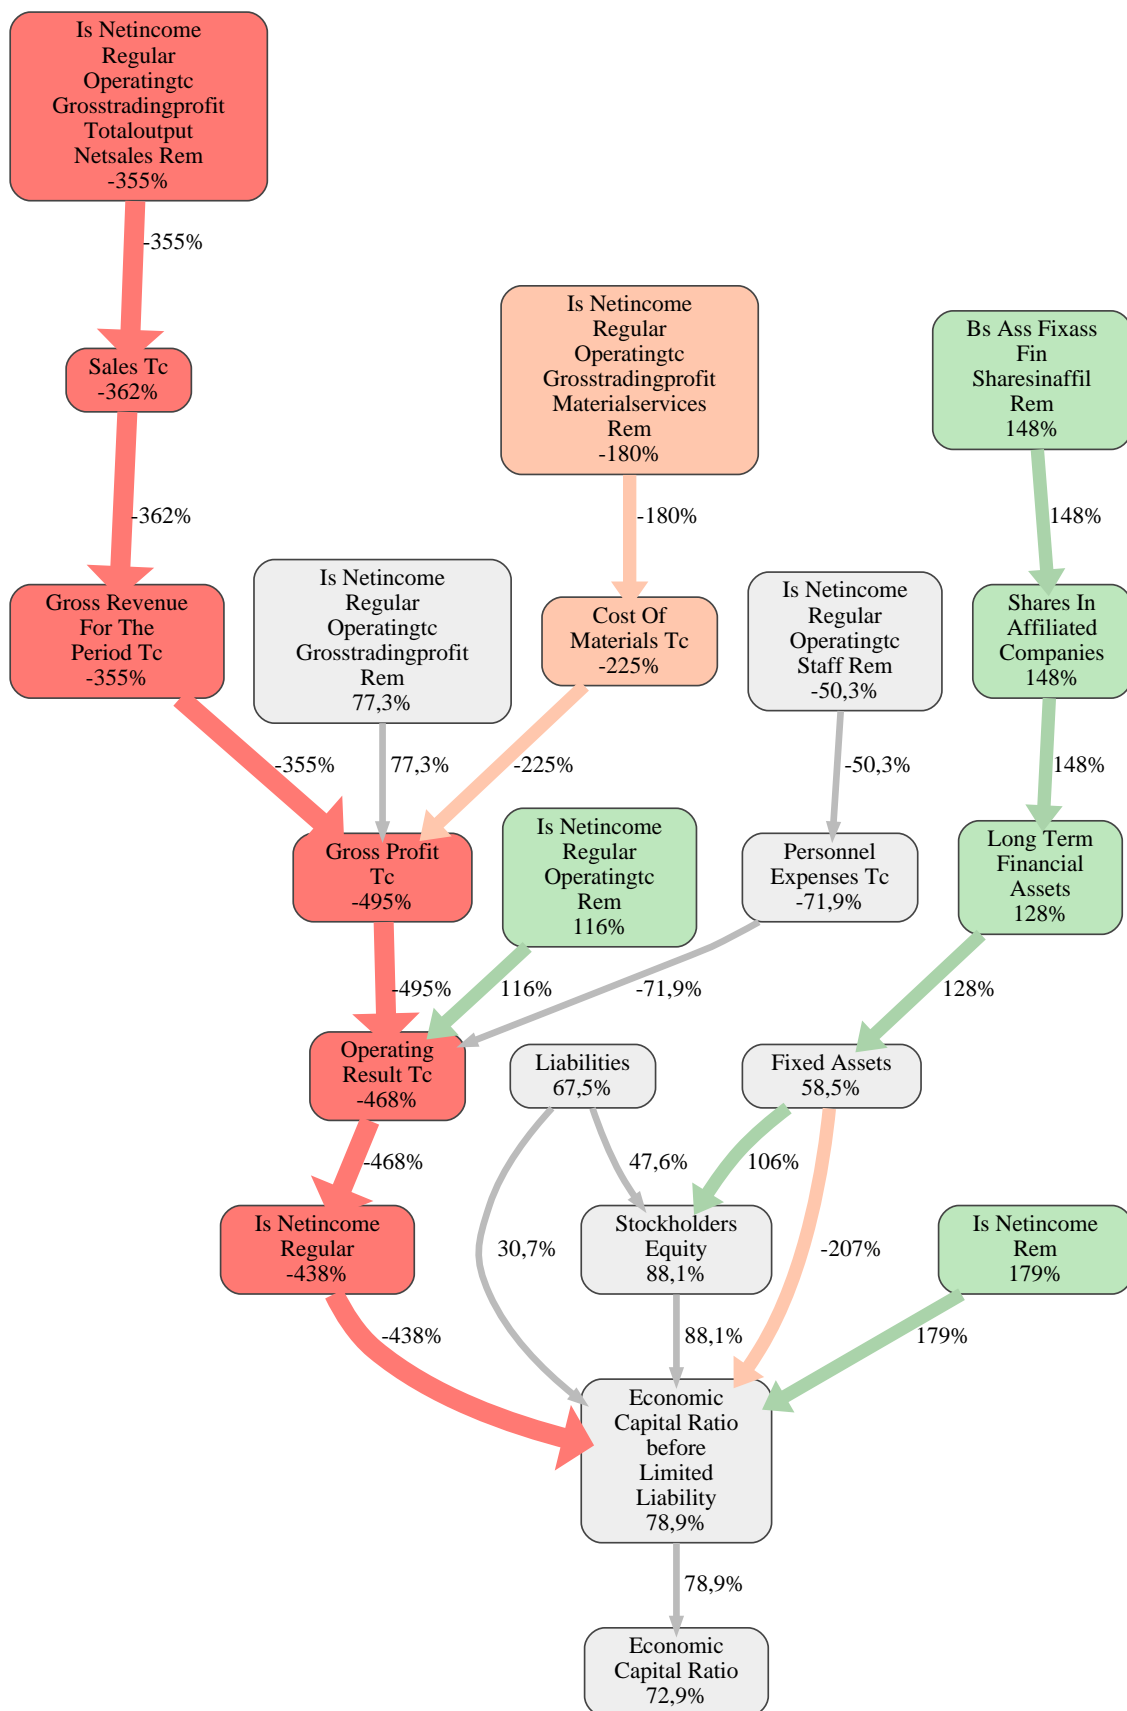 Is Netincome
Regular
Operatingtc
Grosstradingprofit
Totaloutput
Netsales Rem
-355%
-355%
Sales Tc
-362%
-362%
Is Netincome
Regular
Operatingtc
Grosstradingprofit
Materialservices
Rem
-180%
-180%
Bs Ass Fixass
Fin
Sharesinaffil
Rem
148%
148%
Gross Revenue
For The
Period Tc
-355%
-355%
Is Netincome
Regular
Operatingtc
Grosstradingprofit
Rem
77,3%
77,3%
Cost Of
Materials Tc
-225%
-225%
Is Netincome
Regular
Operatingtc
Staff Rem
-50,3%
-50,3%
Shares In
Affiliated
Companies
148%
148%
Gross Profit
Tc
-495%
-495%
Is Netincome
Regular
Operatingtc
Rem
116%
116%
Personnel
Expenses Tc
-71,9%
-71,9%
Long Term
Financial
Assets
128%
128%
Operating
Result Tc
-468%
-468%
Liabilities
67,5%
47,6%
30,7%
Fixed Assets
58,5%
106%
-207%
Is Netincome
Regular
-438%
-438%
Stockholders
Equity
88,1%
88,1%
Is Netincome
Rem
179%
179%
Economic
Capital Ratio
before
Limited
Liability
78,9%
78,9%
Economic
Capital Ratio
72,9%